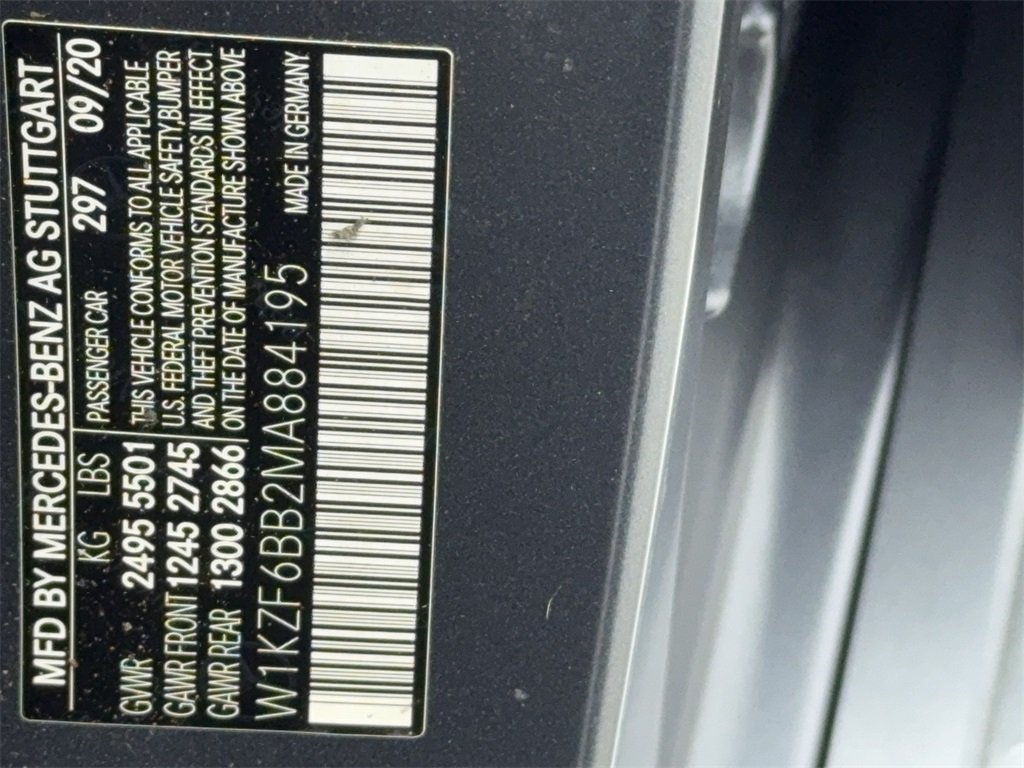 MFD BY MERCEDES-BENZ AG STUTTGART
KG LBS PASSENGER CAR 297 09/20
GVWR 2495 5501 THIS VEHICLE CONFORMS TO ALL APPLICABLE
GAWR FRONT 1245 2745 U.S. FEDERAL MOTOR VEHICLE SAFETY,BUMPER
GAWR REAR 1300 2866 AND THEFT PREVENTION STANDARDS IN EFFECT
ON THE DATE OF MANUFACTURE SHOWN ABOVE
W1KZF6BB2MA884195 MADE IN GERMANY